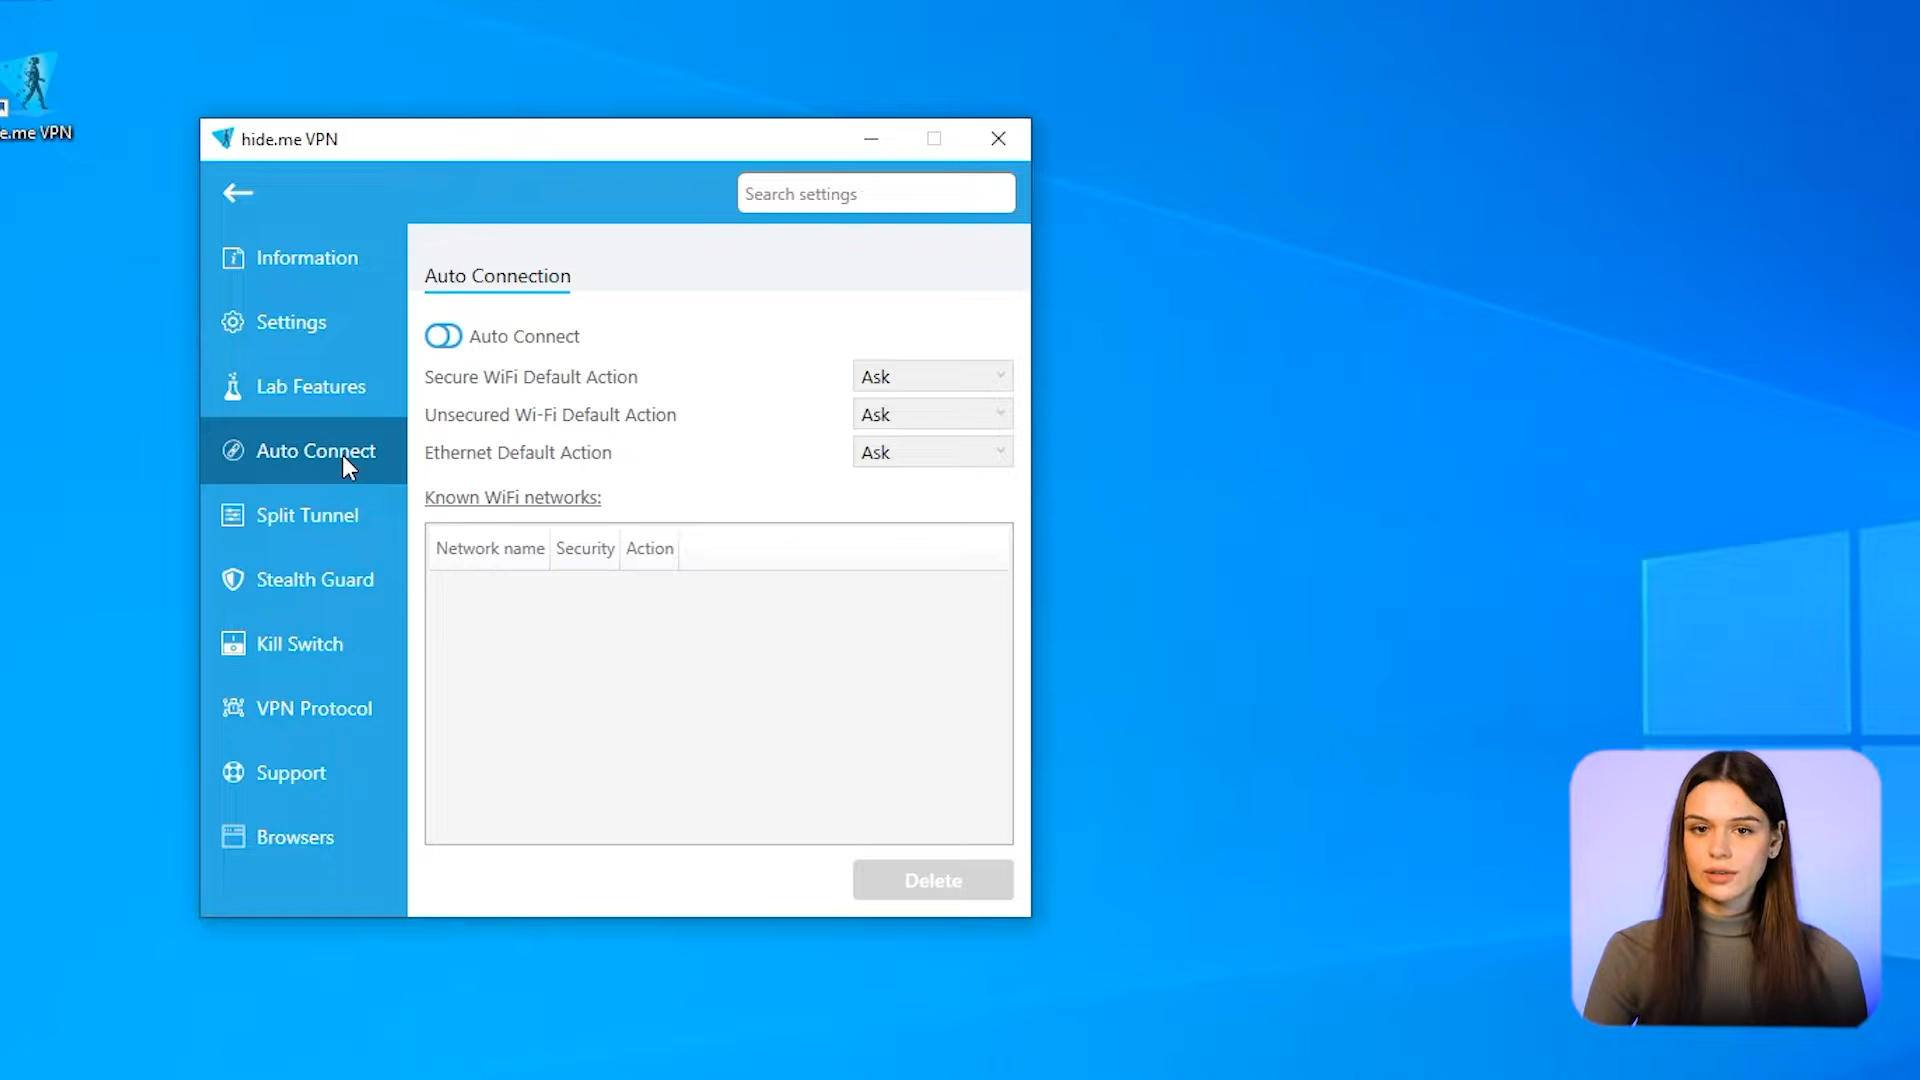 e.me VPN
hide.me VPN
Search settings
Information
Settings
Lab Features
Auto Connect
Split Tunnel
Stealth Guard
Kill Switch
VPN Protocol
Support
Browsers
Auto Connection
Auto Connect
Secure WiFi Default Action Ask
Unsecured Wi-Fi Default Action Ask
Ethernet Default Action Ask
Known WiFi networks:
Network name Security Action
Delete